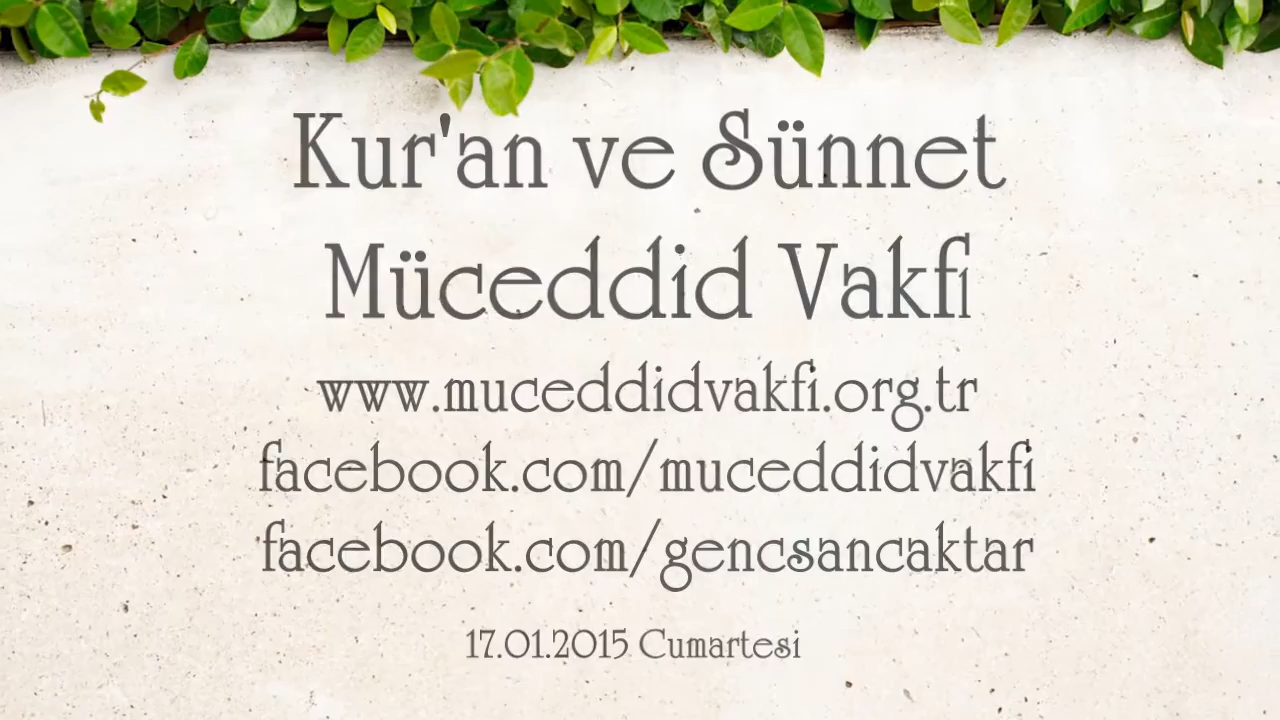 Kur'an ve Sünnet
Müceddid Vakfı
www.muceddidvakfi.org.tr
facebook.com/muceddidvakfi
facebook.com/gencsancaktar
17.01.2015 Cumartesi